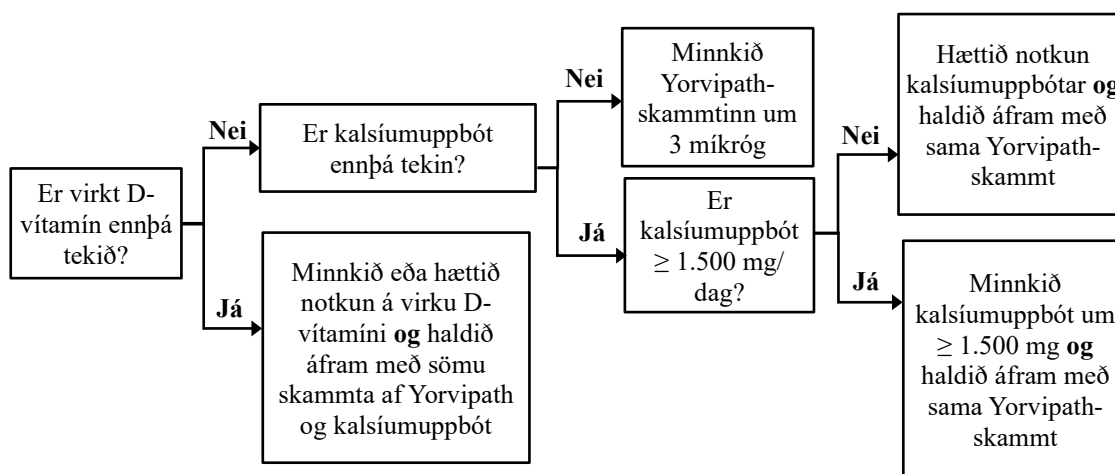 Er virkt D-
vítamín ennþá
tekið?
Nei
Er kalsíumuppbót
ennþá tekin?
Já
Minnkið eða hættið
notkun á virku D-
vítamíni og haldið
áfram með sömu
skammta af Yorvipath
og kalsíumuppbót
Nei
Minnkið
Yorvipath-
skammtinn um
3 míkróg
Já
Er
kalsíumuppbót
≥ 1.500 mg/
dag?
Nei
Hættið notkun
kalsíumuppbótar og
haldið áfram með
sama Yorvipath-
skammt
Já
Minnkið
kalsíumuppbót um
≥ 1.500 mg og
haldið áfram með
sama Yorvipath-
skammt